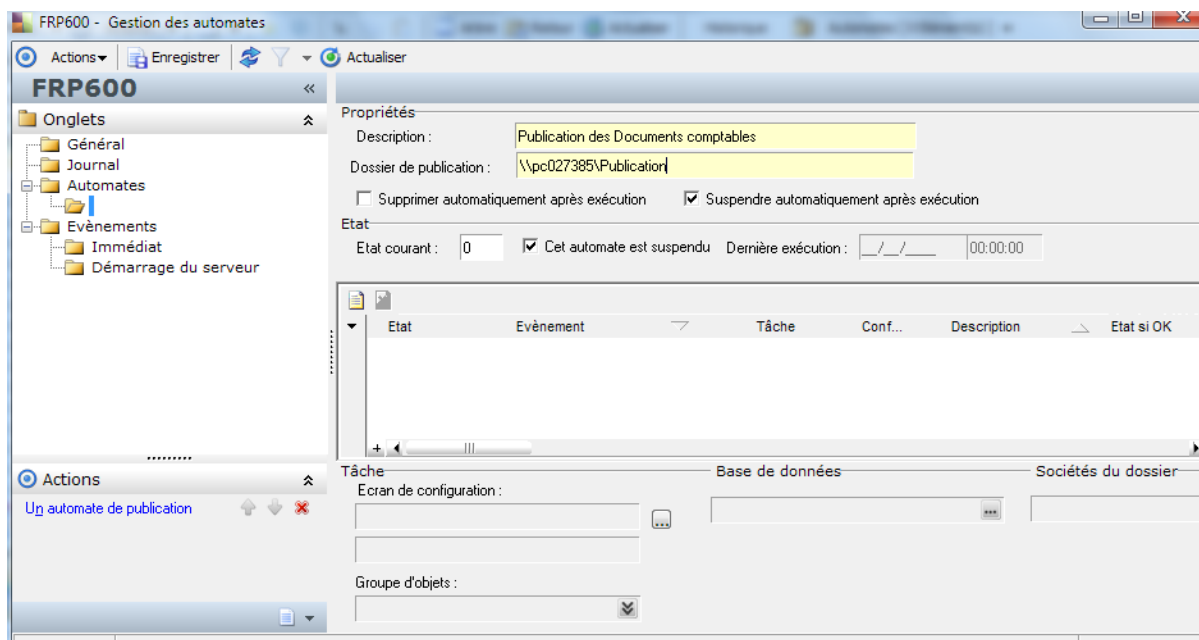 FRP600 - Gestion des automates
Actions Enregistrer Actualiser
FRP600
Onglets
Général
Journal
Automates
Evènements
Immédiat
Démarrage du serveur
Actions
Un automate de publication
Propriétés
Description : Publication des Documents comptables
Dossier de publication : \\pc027385\Publication
Supprimer automatiquement après exécution Suspendre automatiquement après exécution
Etat
Etat courant : 0 Cet automate est suspendu Dernière exécution : __/__/____ 00:00:00
Etat Evènement Tâche Conf... Description Etat si OK
Tâche Base de données Sociétés du dossier
Ecran de configuration :
...
...
Groupe d'objets :